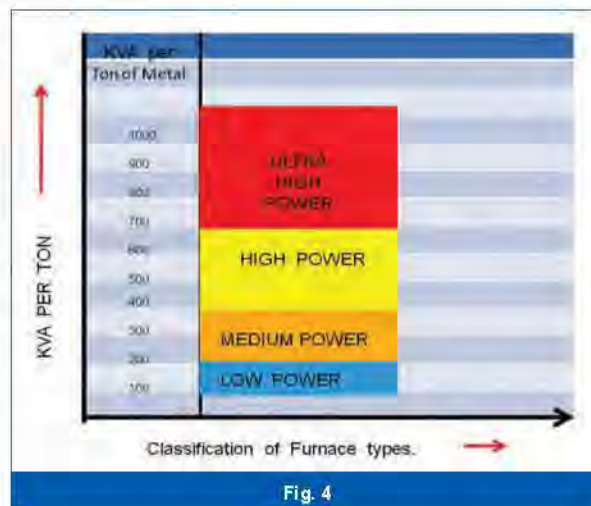 KVA per
Ton of Metal
1000
900
800
700
600
500
400
300
200
100
ULTRA
HIGH
POWER
HIGH POWER
MEDIUM POWER
LOW POWER
KVA PER TON
Classification of Furnace types.
Fig. 4